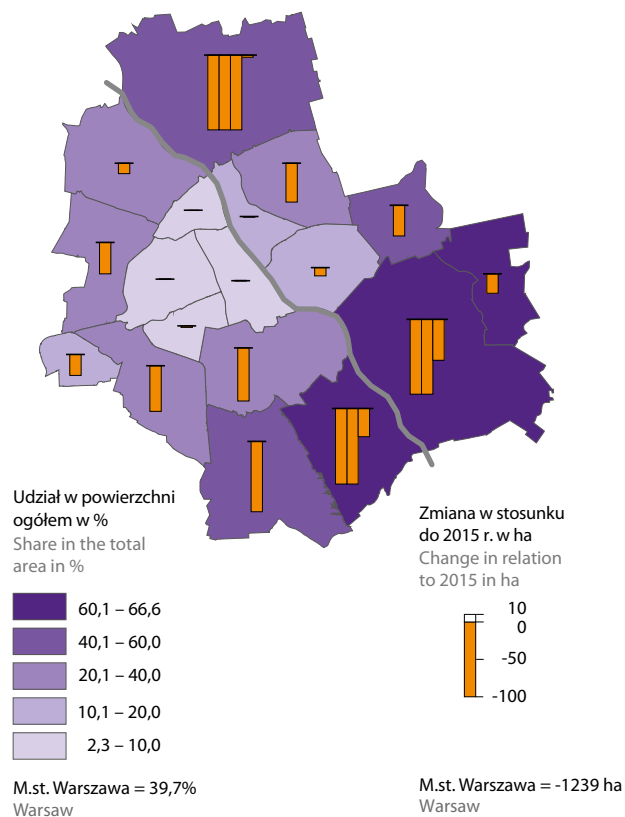 Udział w powierzchni
ogółem w %
Share in the total
area in %
60,1 – 66,6
40,1 – 60,0
20,1 – 40,0
10,1 – 20,0
2,3 – 10,0
M.st. Warszawa = 39,7%
Warsaw
Zmiana w stosunku
do 2015 r. w ha
Change in relation
to 2015 in ha
10
0
-50
-100
M.st. Warszawa = -1239 ha
Warsaw